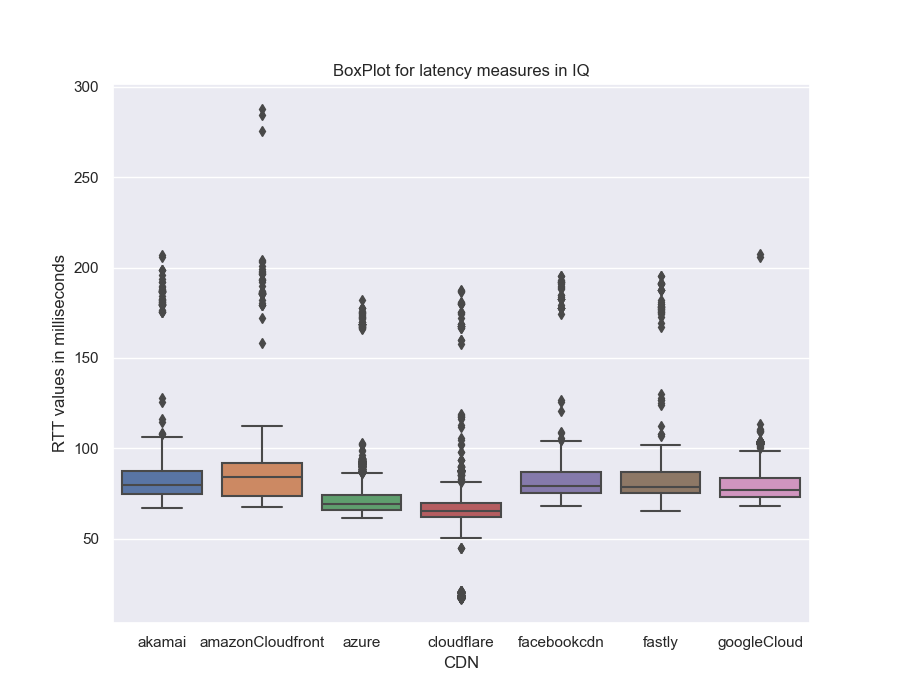 BoxPlot for latency measures in IQ
300
250
200
150
100
50
RTT values in milliseconds
akamai amazonCloudfront azure cloudflare facebookcdn fastly googleCloud
CDN